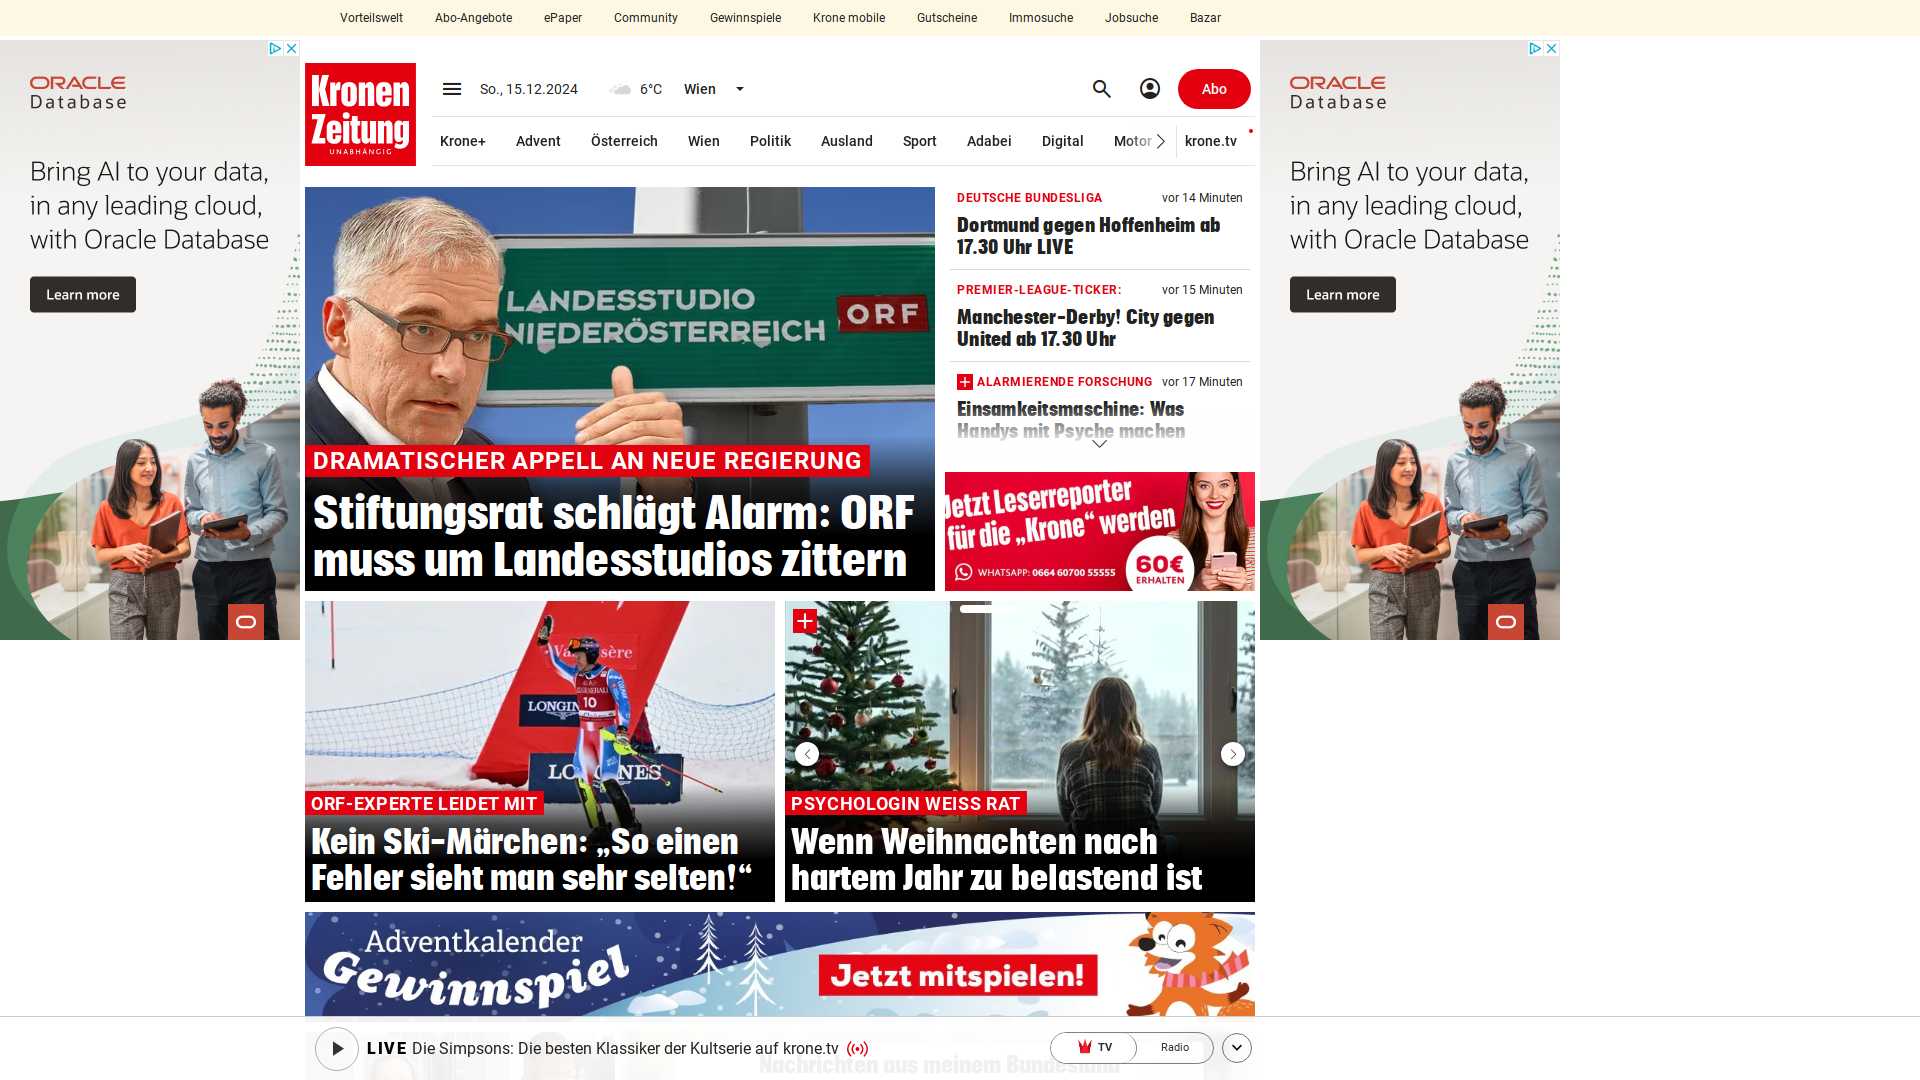 Vorteilswelt Abo-Angebote ePaper Community Gewinnspiele Krone mobile Gutscheine Immosuche Jobsuche Bazar
ORACLE
Database
Bring AI to your data,
in any leading cloud,
with Oracle Database
Learn more
Kronen
Zeitung
UNABHÄNGIG
So., 15.12.2024 6°C Wien
Abo
Krone+ Advent Österreich Wien Politik Ausland Sport Adabei Digital Motor krone.tv
LANDESSTUDIO
NIEDERÖSTERREICH
ORF
DRAMATISCHER APPELL AN NEUE REGIERUNG
Stiftungsrat schlägt Alarm: ORF
muss um Landesstudios zittern
DEUTSCHE BUNDESLIGA vor 14 Minuten
Dortmund gegen Hoffenheim ab
17.30 Uhr LIVE
PREMIER-LEAGUE-TICKER: vor 15 Minuten
Manchester-Derby! City gegen
United ab 17.30 Uhr
ALARMIERENDE FORSCHUNG vor 17 Minuten
Einsamkeitsmaschine: Was
Handys mit Psyche machen
Jetzt Leserreporter
für die „Krone“ werden
WHATSAPP: 0664 60700 55555
60€
ERHALTEN
ORACLE
Database
Bring AI to your data,
in any leading cloud,
with Oracle Database
Learn more
10
LONGINES
ORF-EXPERTE LEIDET MIT
Kein Ski-Märchen: „So einen
Fehler sieht man sehr selten!“
PSYCHOLOGIN WEISS RAT
Wenn Weihnachten nach
hartem Jahr zu belastend ist
Adventkalender
Gewinnspiel
Jetzt mitspielen!
LIVE Die Simpsons: Die besten Klassiker der Kultserie auf krone.tv
TV Radio
Nachrichten aus meinem Bundesland